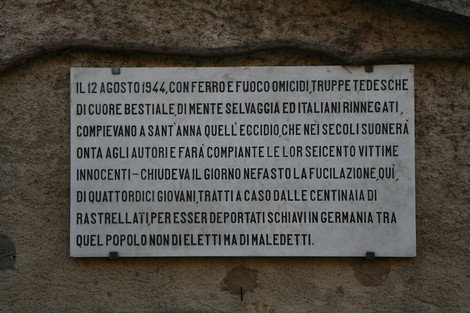 IL 12 AGOSTO 1944, CON FERRO E FUOCO OMICIDI, TRUPPE TEDESCHE
DI CUORE BESTIALE, DI MENTE SELVAGGIA ED ITALIANI RINNEGATI,
COMPIEVANO A SANT'ANNA QUELL'ECCIDIO, CHE NEI SECOLI SUONERÀ
ONTA AGLI AUTORI E FARÀ COMPIANTE LE LOR SEICENTO VITTIME
INNOCENTI – CHIUDEVA IL GIORNO NEFASTO LA FUCILAZIONE, QUÌ,
DI QUATTORDICI GIOVANI, TRATTI A CASO DALLE CENTINAIA DI
RASTRELLATI, PER ESSER DEPORTATI SCHIAVI IN GERMANIA TRA
QUEL POPOLO NON DI ELETTI MA DI MALEDETTI.